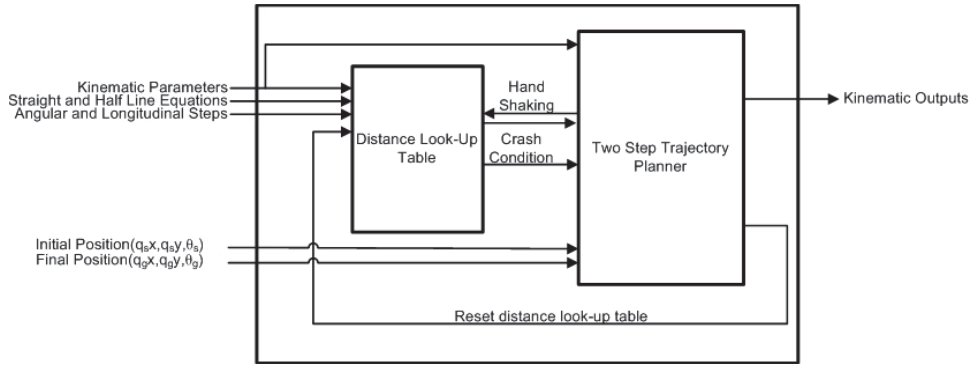 Kinematic Parameters
Straight and Half Line Equations
Angular and Longitudinal Steps
Distance Look-Up
Table
Hand
Shaking
Crash
Condition
Two Step Trajectory
Planner
Kinematic Outputs
Initial Position(qsx,qsy,θs)
Final Position(qgx,qgy,θg)
Reset distance look-up table